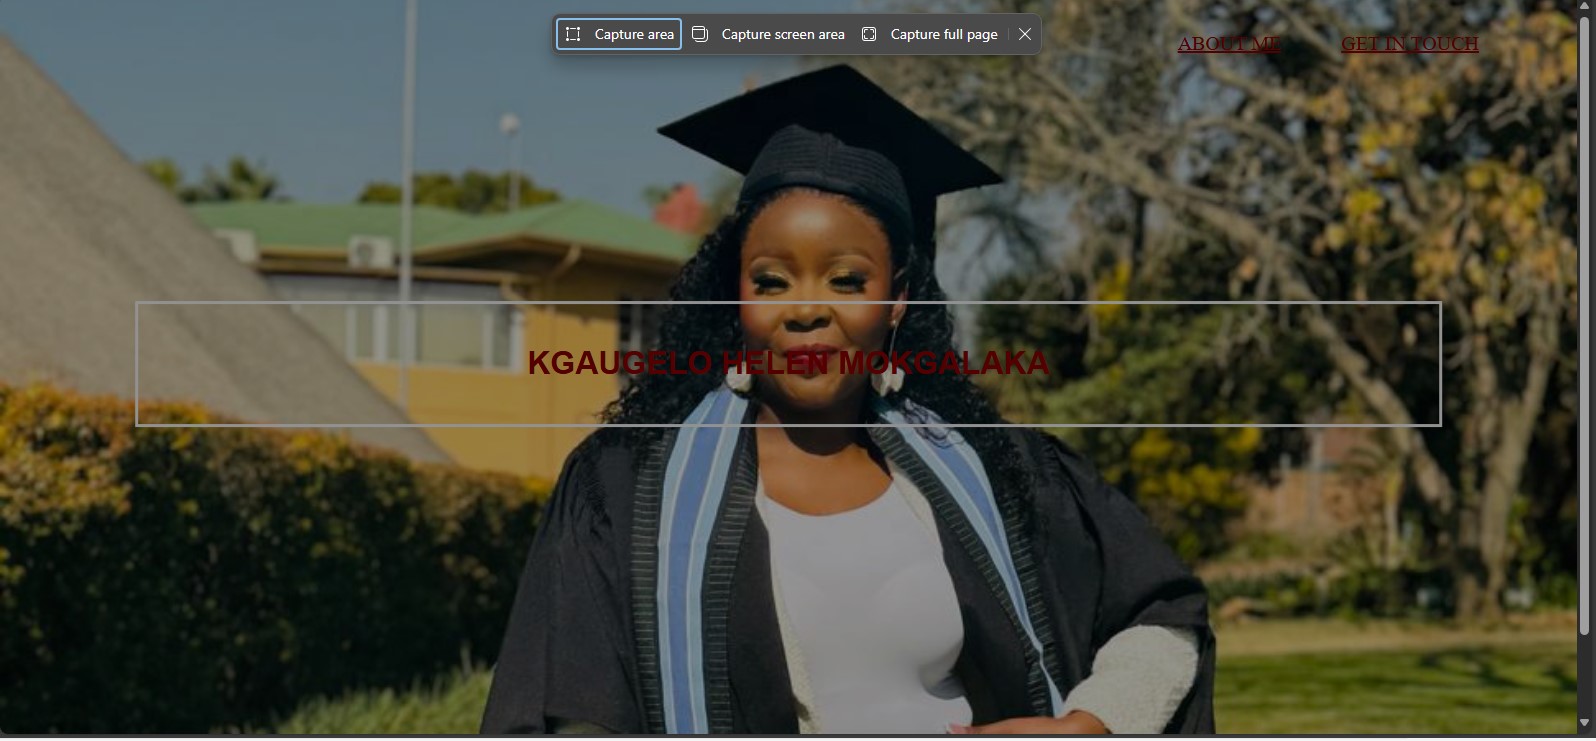 Capture area Capture screen area Capture full page
ABOUT ME GET IN TOUCH
KGAUGELO HELEN MOKGALAKA